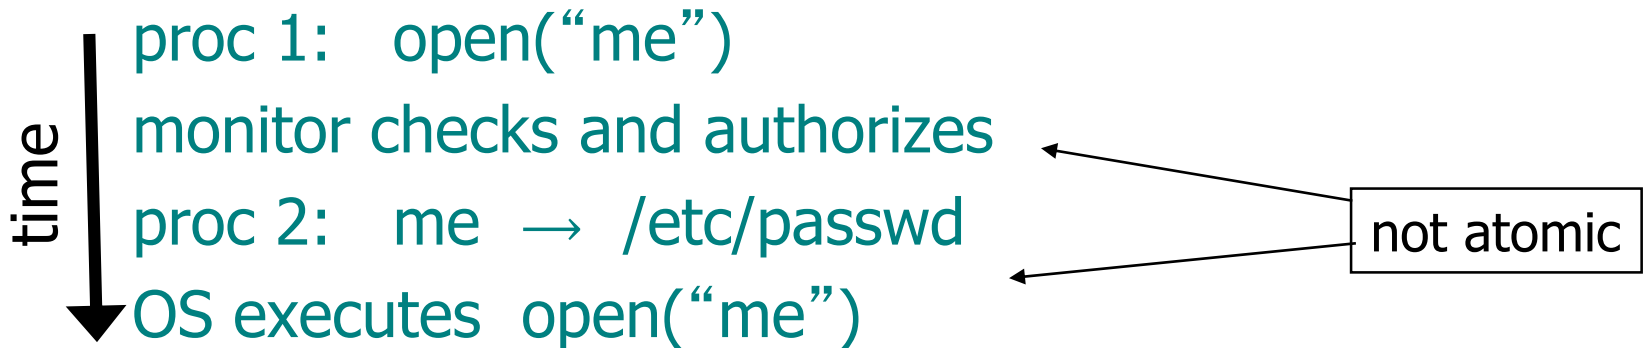 time
proc 1: open(“me”)
monitor checks and authorizes
proc 2: me → /etc/passwd
not atomic
OS executes open(“me”)